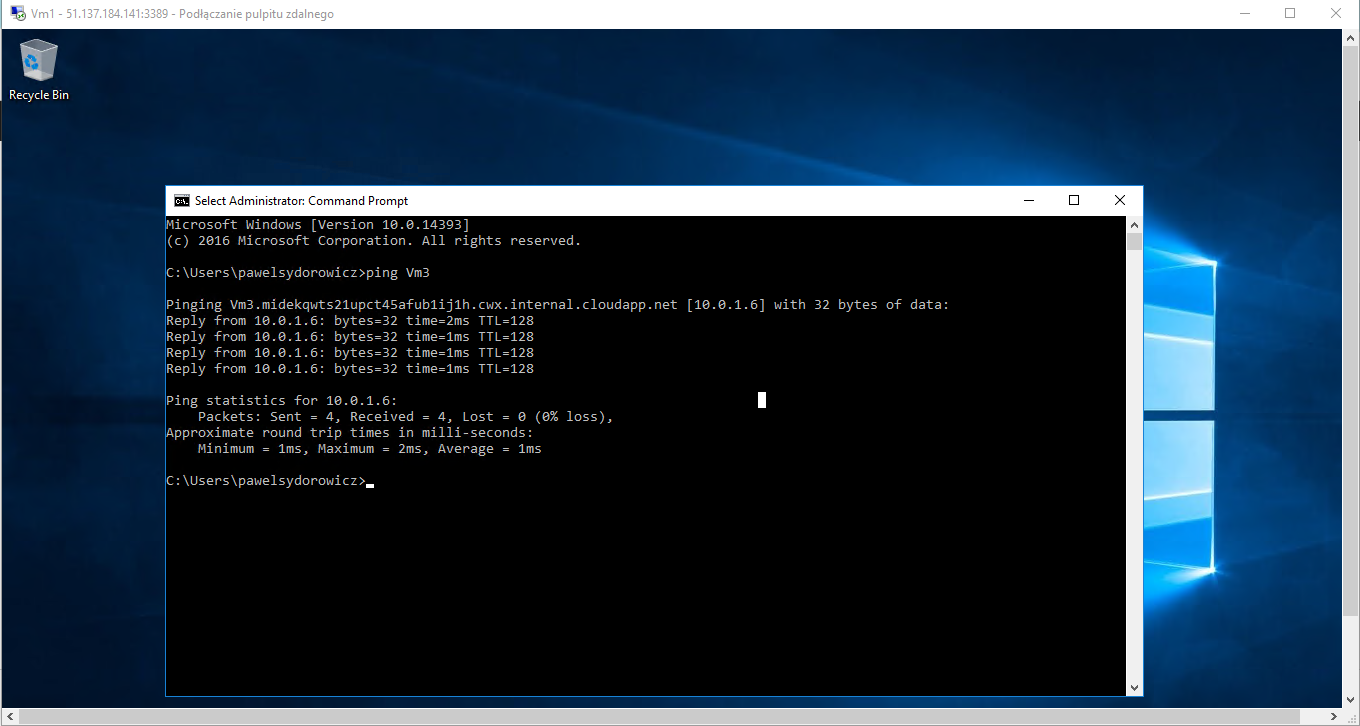 Vm1 - 51.137.184.141:3389 - Podłączanie pulpitu zdalnego
Recycle Bin
Select Administrator: Command Prompt
Microsoft Windows [Version 10.0.14393]
(c) 2016 Microsoft Corporation. All rights reserved.
C:\Users\pawelsydorowicz>ping Vm3
Pinging Vm3.midekqwts21upct45afub1ij1h.cwx.internal.cloudapp.net [10.0.1.6] with 32 bytes of data:
Reply from 10.0.1.6: bytes=32 time=2ms TTL=128
Reply from 10.0.1.6: bytes=32 time=1ms TTL=128
Reply from 10.0.1.6: bytes=32 time=1ms TTL=128
Reply from 10.0.1.6: bytes=32 time=1ms TTL=128
Ping statistics for 10.0.1.6:
Packets: Sent = 4, Received = 4, Lost = 0 (0% loss),
Approximate round trip times in milli-seconds:
Minimum = 1ms, Maximum = 2ms, Average = 1ms
C:\Users\pawelsydorowicz>